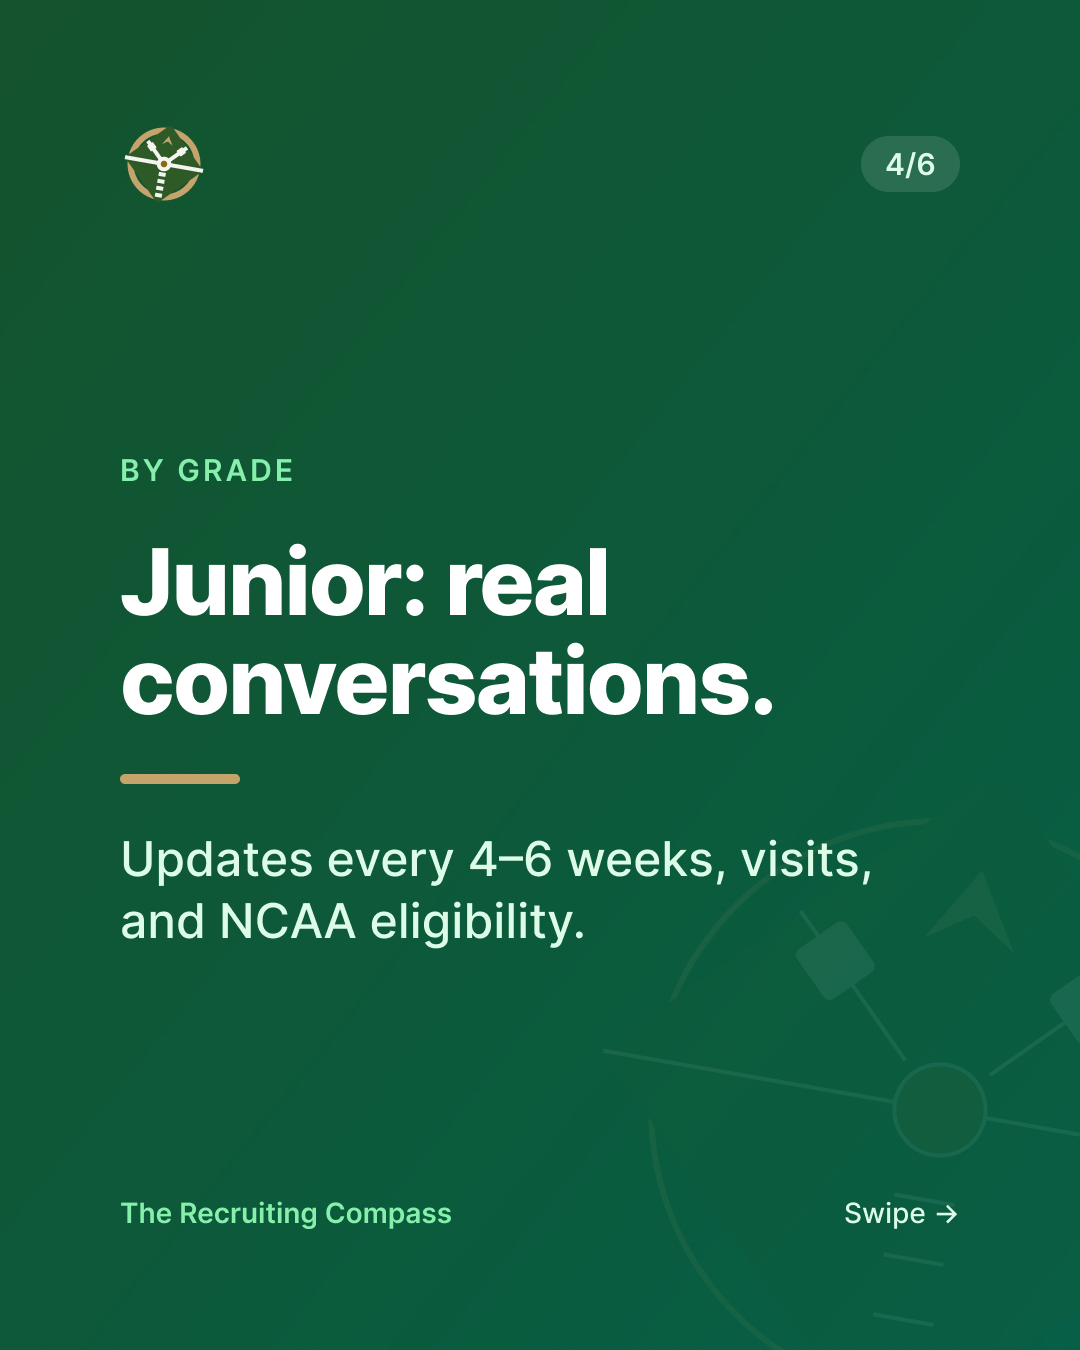 4/6
BY GRADE
Junior: real
conversations.
Updates every 4–6 weeks, visits,
and NCAA eligibility.
The Recruiting Compass
Swipe →